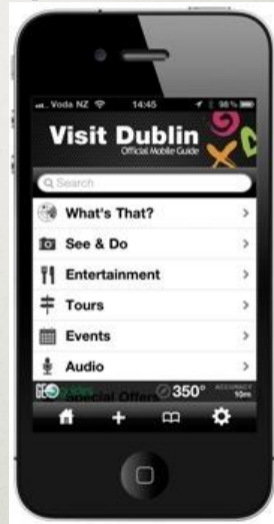 Voda NZ 14:45 98%
Visit Dublin
Official Mobile Guide
Search
What's That?
See & Do
Entertainment
Tours
Events
Audio
Special Offers
350°
ACCURACY
10m